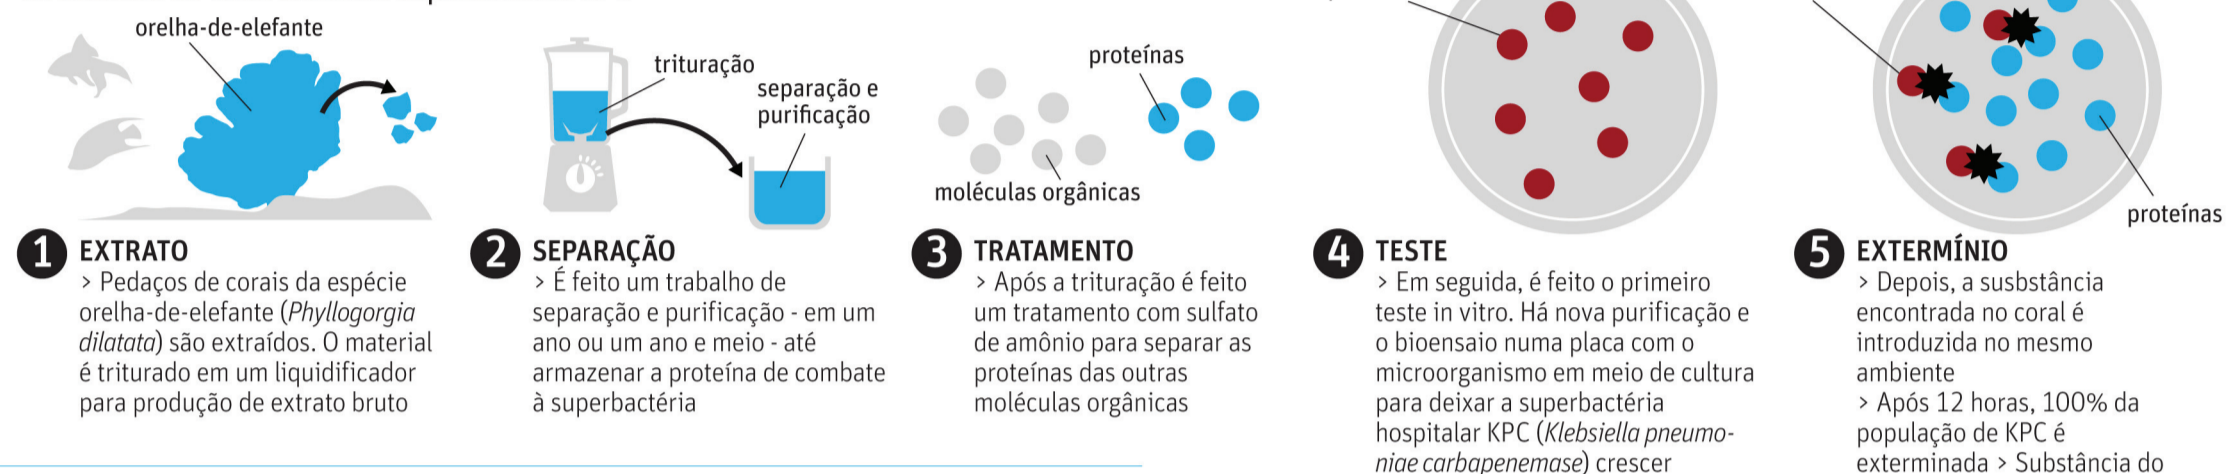 orelha-de-elefante
1 EXTRATO
> Pedaços de corais da espécie
orelha-de-elefante (Phyllogorgia
dilatata) são extraídos. O material
é triturado em um liquidificador
para produção de extrato bruto
trituração
separação e
purificação
2 SEPARAÇÃO
> É feito um trabalho de
separação e purificação - em um
ano ou um ano e meio - até
armazenar a proteína de combate
à superbactéria
proteínas
moléculas orgânicas
3 TRATAMENTO
> Após a trituração é feito
um tratamento com sulfato
de amônio para separar as
proteínas das outras
moléculas orgânicas
4 TESTE
> Em seguida, é feito o primeiro
teste in vitro. Há nova purificação e
o bioensaio numa placa com o
microorganismo em meio de cultura
para deixar a superbactéria
hospitalar KPC (Klebsiella pneumo-
niae carbapenemase) crescer
proteínas
5 EXTERMÍNIO
> Depois, a susbstância
encontrada no coral é
introduzida no mesmo
ambiente
> Após 12 horas, 100% da
população de KPC é
exterminada > Substância do